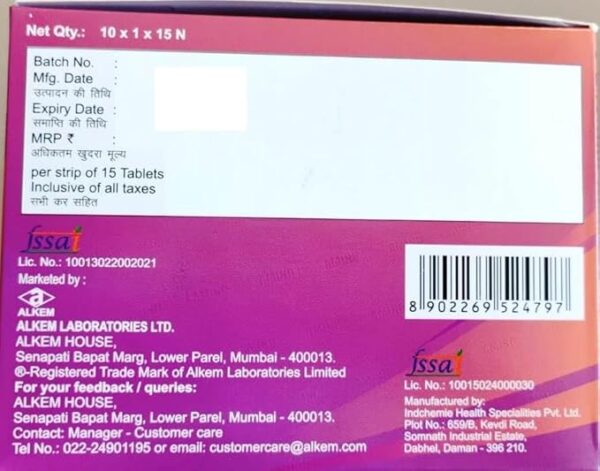 Net Qty.: 10 x 1 x 15 N
Batch No. :
Mfg. Date :
उत्पादन की तिथि
Expiry Date :
समाप्ति की तिथि
MRP ₹ :
अधिकतम खुदरा मूल्य
per strip of 15 Tablets
Inclusive of all taxes
सभी कर सहित
fssai
Lic. No.: 10013022002021
Marketed by :
ALKEM
ALKEM LABORATORIES LTD.
ALKEM HOUSE,
Senapati Bapat Marg, Lower Parel, Mumbai - 400013.
®-Registered Trade Mark of Alkem Laboratories Limited
For your feedback / queries:
ALKEM HOUSE,
Senapati Bapat Marg, Lower Parel, Mumbai - 400013.
Contact: Manager - Customer care
Tel No.: 022-24901195 or email: customercare@alkem.com
8 902269 524797
fssai
Lic. No.: 10015024000030
Manufactured by:
Indchemie Health Specialities Pvt. Ltd.
Plot No.: 659/B, Kevdi Road,
Somnath Industrial Estate,
Dabhel, Daman - 396 210.